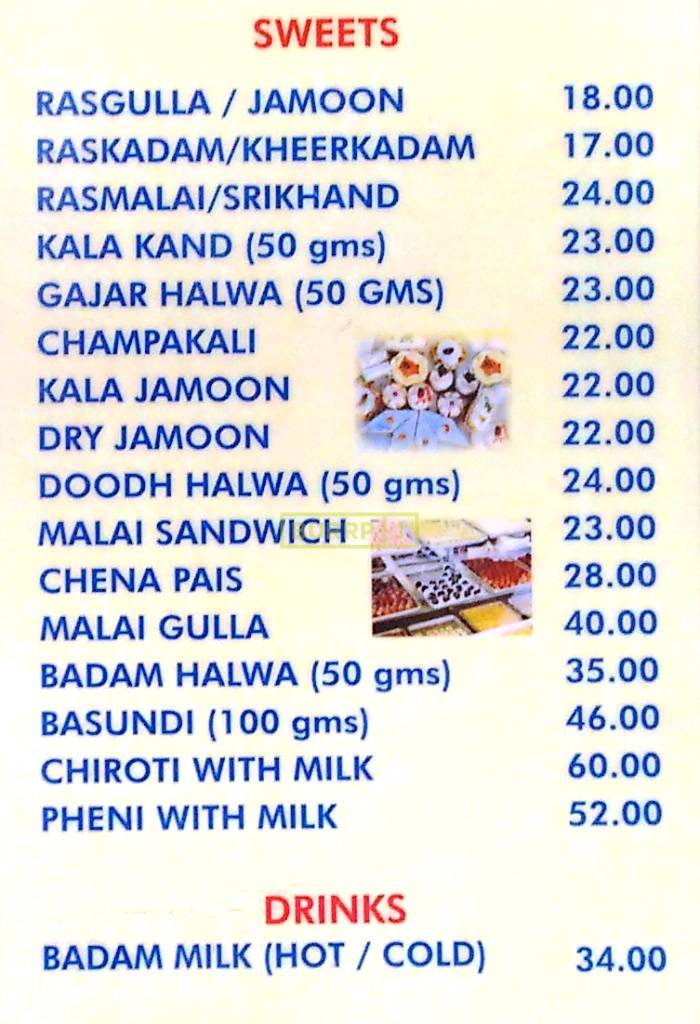 SWEETS
RASGULLA / JAMOON 18.00
RASKADAM/KHEERKADAM 17.00
RASMALAI/SRIKHAND 24.00
KALA KAND (50 gms) 23.00
GAJAR HALWA (50 GMS) 23.00
CHAMPAKALI 22.00
KALA JAMOON 22.00
DRY JAMOON 22.00
DOODH HALWA (50 gms) 24.00
MALAI SANDWICH 23.00
CHENA PAIS 28.00
MALAI GULLA 40.00
BADAM HALWA (50 gms) 35.00
BASUNDI (100 gms) 46.00
CHIROTI WITH MILK 60.00
PHENI WITH MILK 52.00
DRINKS
BADAM MILK (HOT / COLD) 34.00